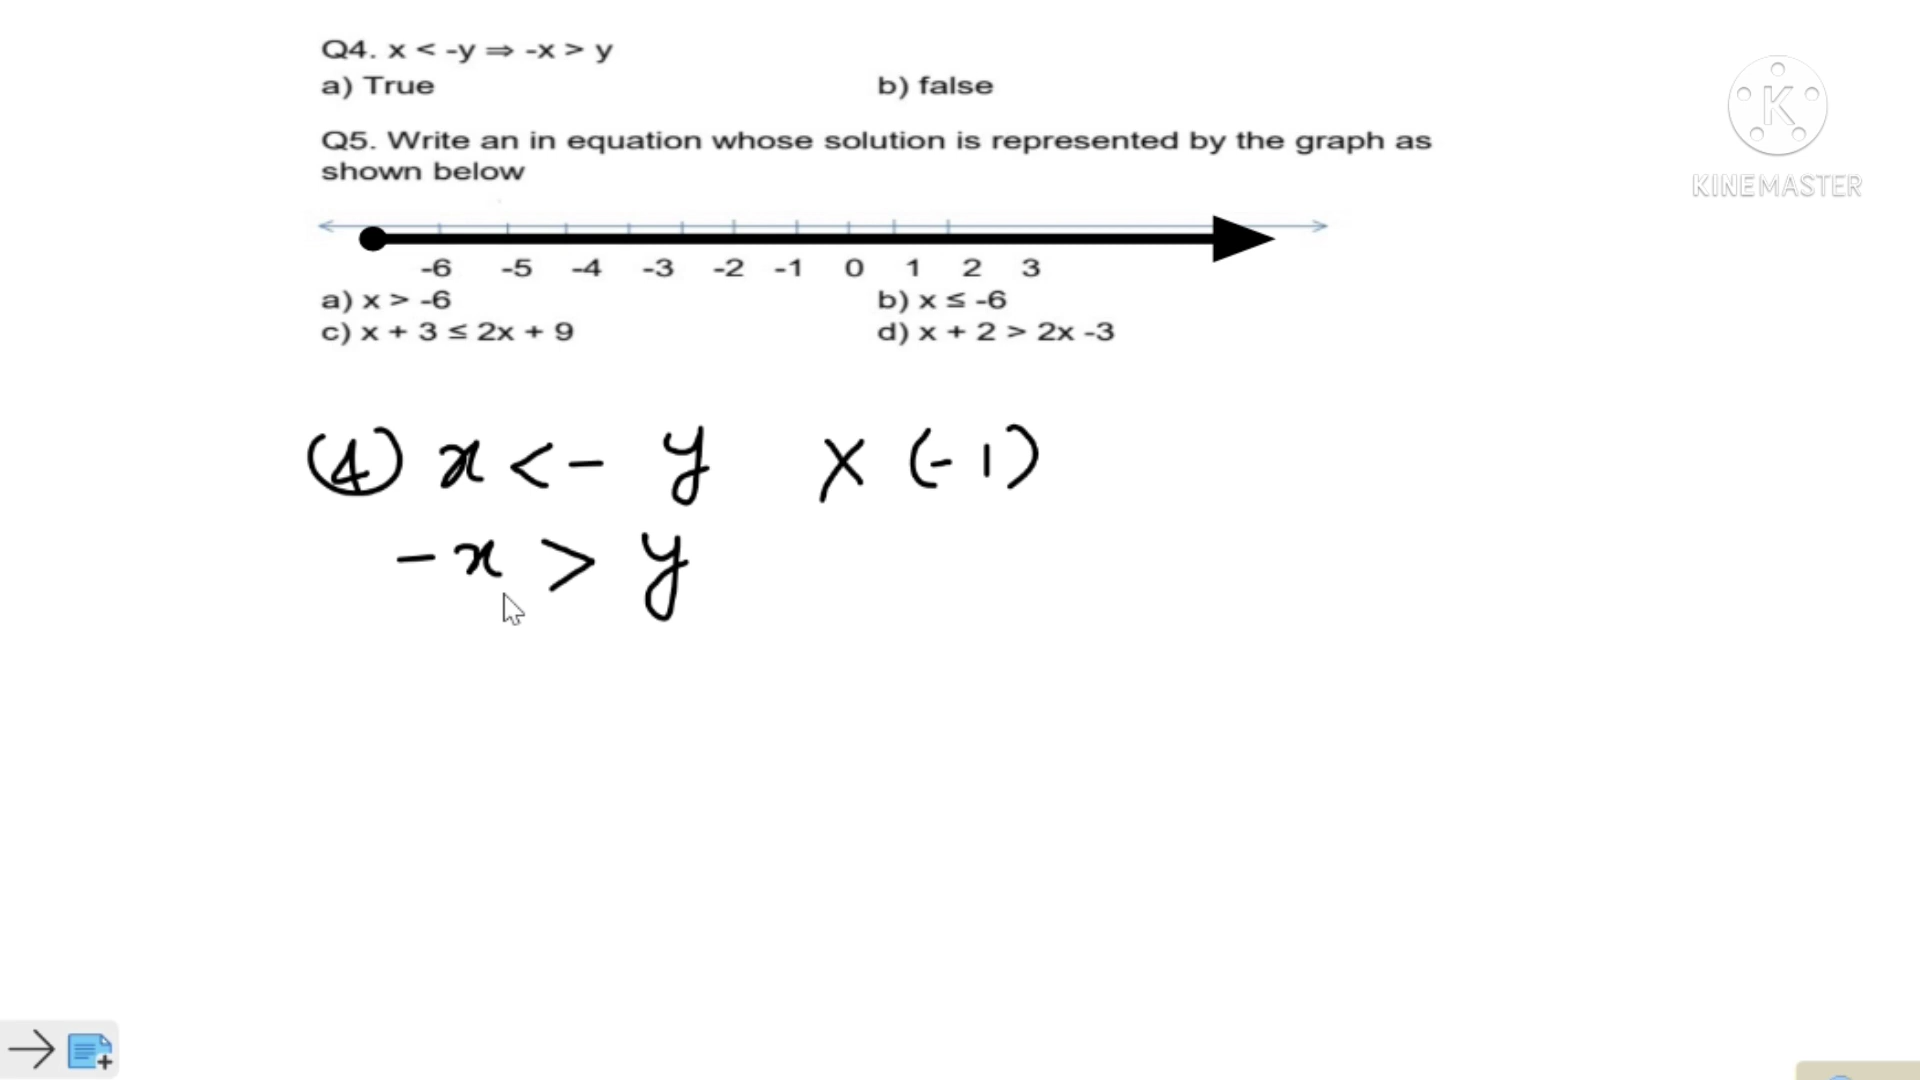 Q4. x < -y ⇒ -x > y
a) True b) false
Q5. Write an in equation whose solution is represented by the graph as
shown below
-6 -5 -4 -3 -2 -1 0 1 2 3
a) x > -6 b) x ≤ -6
c) x + 3 ≤ 2x + 9 d) x + 2 > 2x -3
(4) x < - y X (-1)
-x > y
K
KINEMASTER